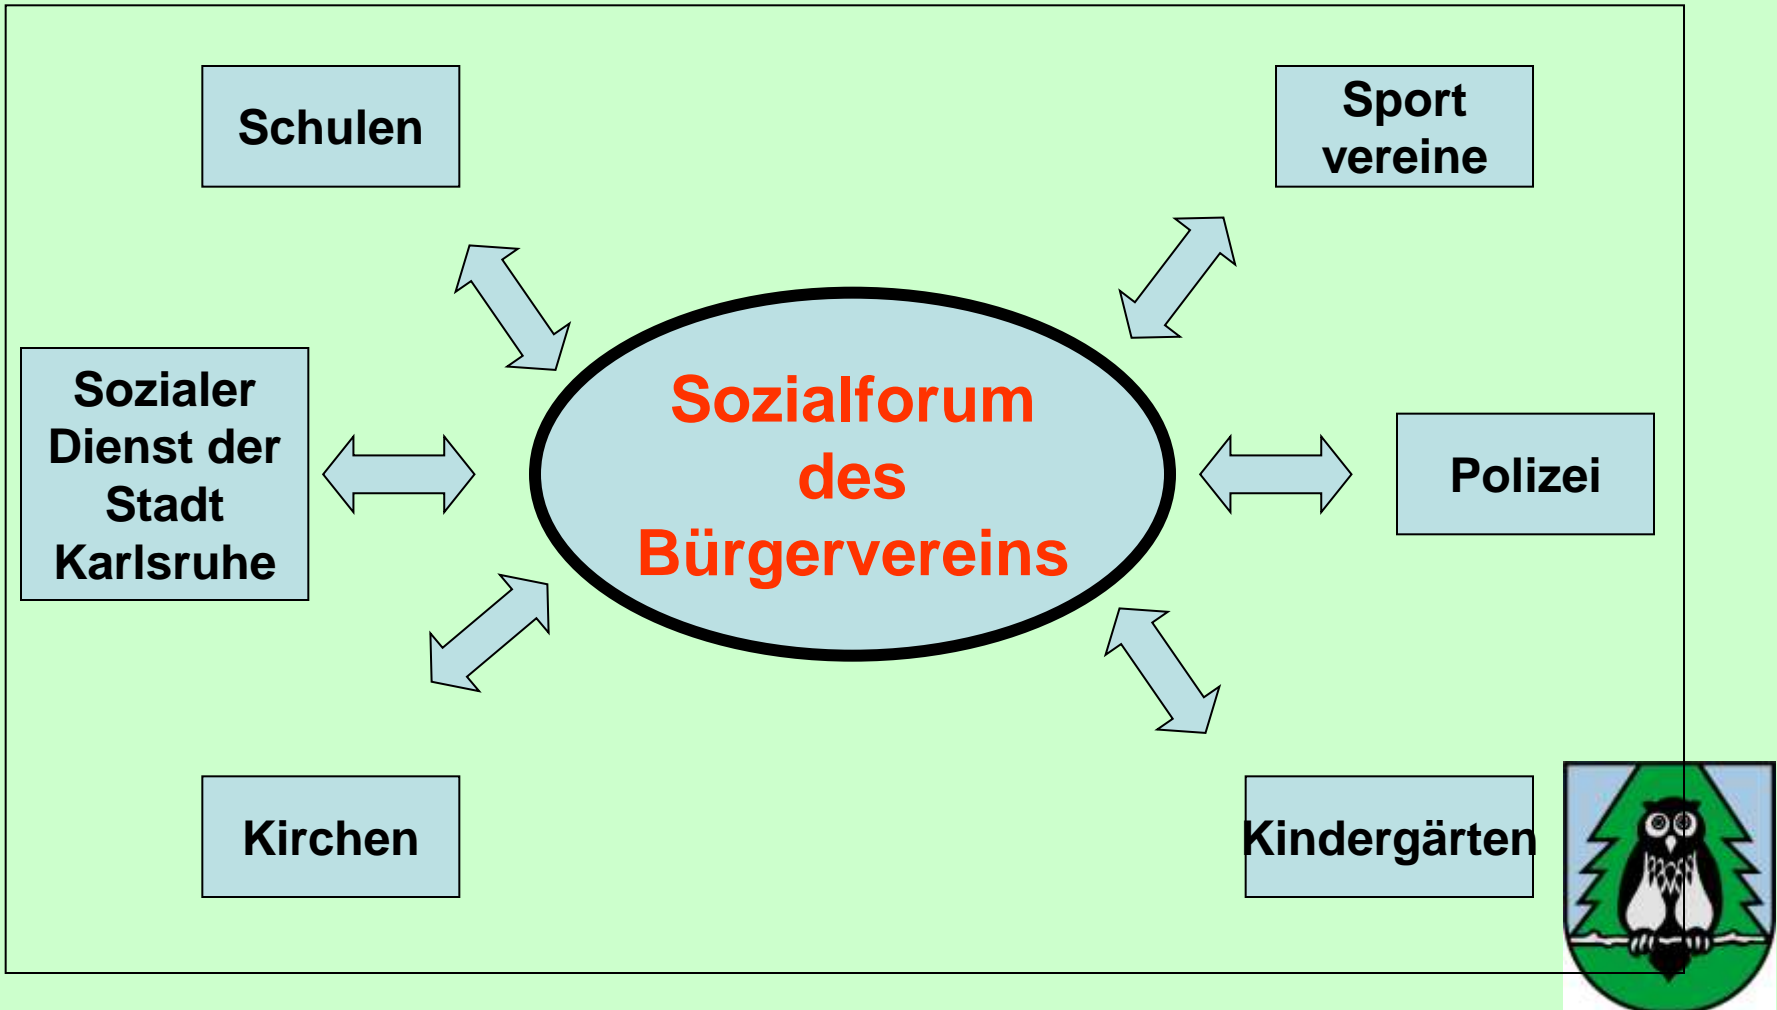 Schulen
Sport
vereine
Sozialer
Dienst der
Stadt
Karlsruhe
Sozialforum
des
Bürgervereins
Polizei
Kirchen
Kindergärten